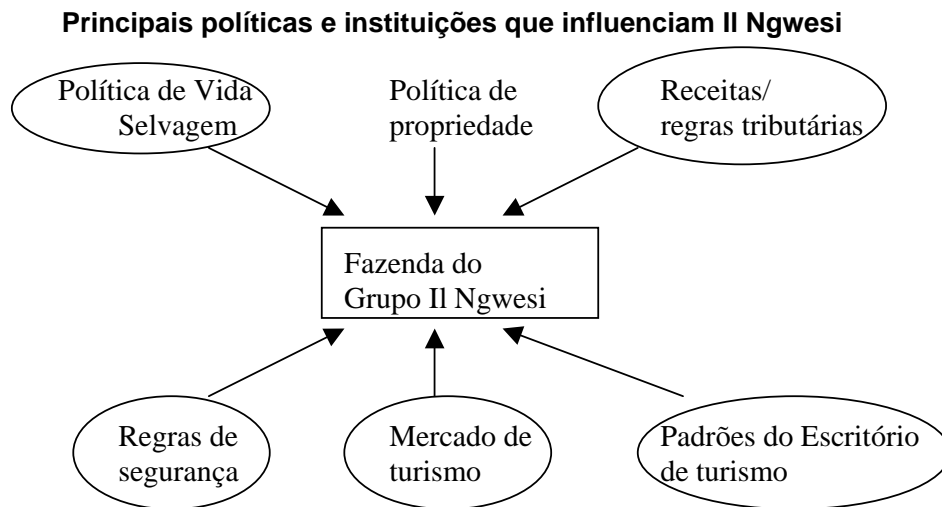 Principais políticas e instituições que influenciam Il Ngwesi
Política de Vida
Selvagem
Política de
propriedade
Receitas/
regras tributárias
Fazenda do
Grupo Il Ngwesi
Regras de
segurança
Mercado de
turismo
Padrões do Escritório
de turismo